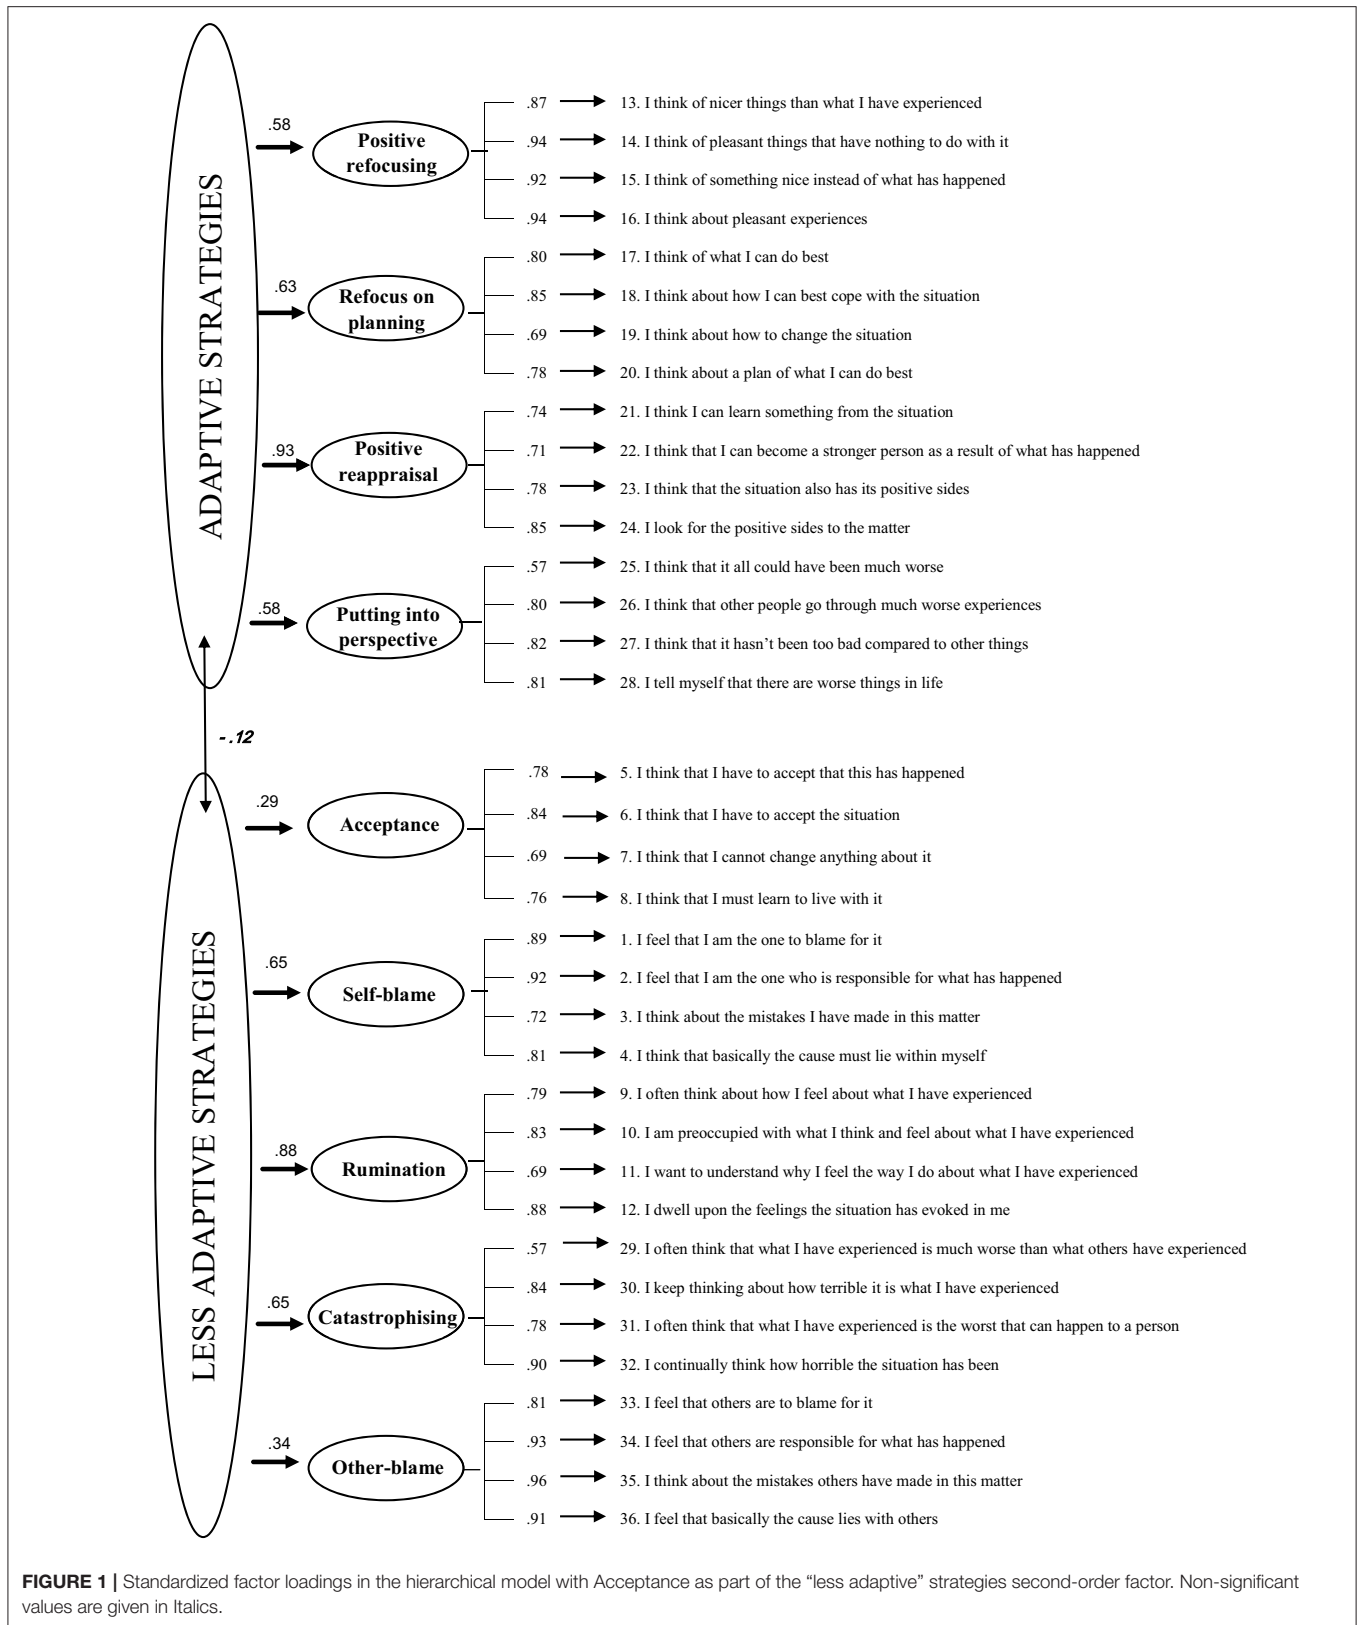 ADAPTIVE STRATEGIES
.58
Positive
refocusing
.87
13. I think of nicer things than what I have experienced
.94
14. I think of pleasant things that have nothing to do with it
.92
15. I think of something nice instead of what has happened
.94
16. I think about pleasant experiences
.63
Refocus on
planning
.80
17. I think of what I can do best
.85
18. I think about how I can best cope with the situation
.69
19. I think about how to change the situation
.78
20. I think about a plan of what I can do best
.93
Positive
reappraisal
.74
21. I think I can learn something from the situation
.71
22. I think that I can become a stronger person as a result of what has happened
.78
23. I think that the situation also has its positive sides
.85
24. I look for the positive sides to the matter
.58
Putting into
perspective
.57
25. I think that it all could have been much worse
.80
26. I think that other people go through much worse experiences
.82
27. I think that it hasn't been too bad compared to other things
.81
28. I tell myself that there are worse things in life
- .12
LESS ADAPTIVE STRATEGIES
.29
Acceptance
.78
5. I think that I have to accept that this has happened
.84
6. I think that I have to accept the situation
.69
7. I think that I cannot change anything about it
.76
8. I think that I must learn to live with it
.65
Self-blame
.89
1. I feel that I am the one to blame for it
.92
2. I feel that I am the one who is responsible for what has happened
.72
3. I think about the mistakes I have made in this matter
.81
4. I think that basically the cause must lie within myself
.88
Rumination
.79
9. I often think about how I feel about what I have experienced
.83
10. I am preoccupied with what I think and feel about what I have experienced
.69
11. I want to understand why I feel the way I do about what I have experienced
.88
12. I dwell upon the feelings the situation has evoked in me
.65
Catastrophising
.57
29. I often think that what I have experienced is much worse than what others have experienced
.84
30. I keep thinking about how terrible it is what I have experienced
.78
31. I often think that what I have experienced is the worst that can happen to a person
.90
32. I continually think how horrible the situation has been
.34
Other-blame
.81
33. I feel that others are to blame for it
.93
34. I feel that others are responsible for what has happened
.96
35. I think about the mistakes others have made in this matter
.91
36. I feel that basically the cause lies with others
FIGURE 1 | Standardized factor loadings in the hierarchical model with Acceptance as part of the “less adaptive” strategies second-order factor. Non-significant
values are given in Italics.